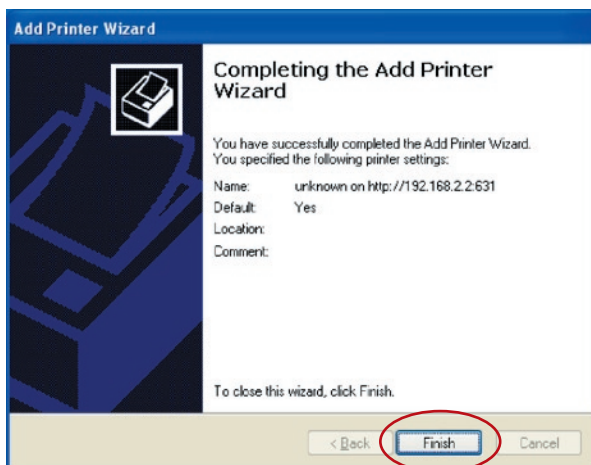 Add Printer Wizard
Completing the Add Printer
Wizard
You have successfully completed the Add Printer Wizard.
You specified the following printer settings:
Name: unknown on http://192.168.2.2:631
Default: Yes
Location:
Comment:
To close this wizard, click Finish.
< Back Finish Cancel